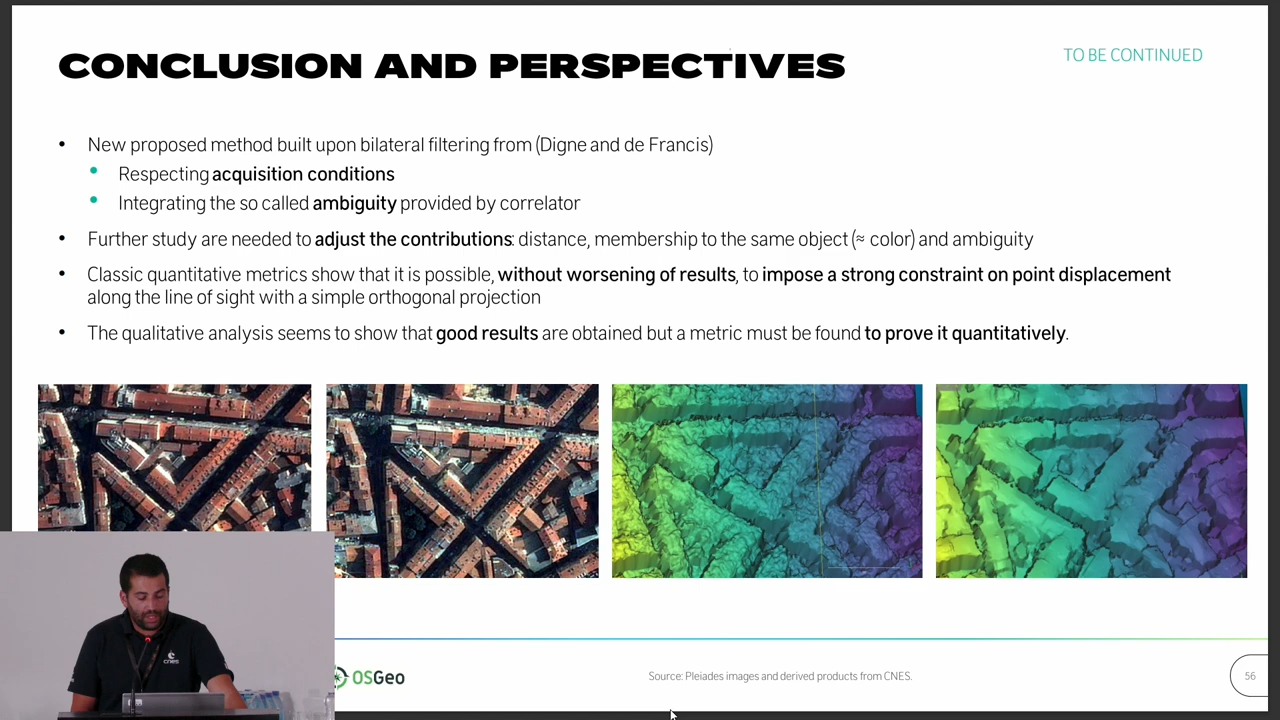 CONCLUSION AND PERSPECTIVES
TO BE CONTINUED
• New proposed method built upon bilateral filtering from (Digne and de Francis)
• Respecting acquisition conditions
• Integrating the so called ambiguity provided by correlator
• Further study are needed to adjust the contributions: distance, membership to the same object (≈ color) and ambiguity
• Classic quantitative metrics show that it is possible, without worsening of results, to impose a strong constraint on point displacement
along the line of sight with a simple orthogonal projection
• The qualitative analysis seems to show that good results are obtained but a metric must be found to prove it quantitatively.
cnes
OSGeo
Source: Pleiades images and derived products from CNES.
56